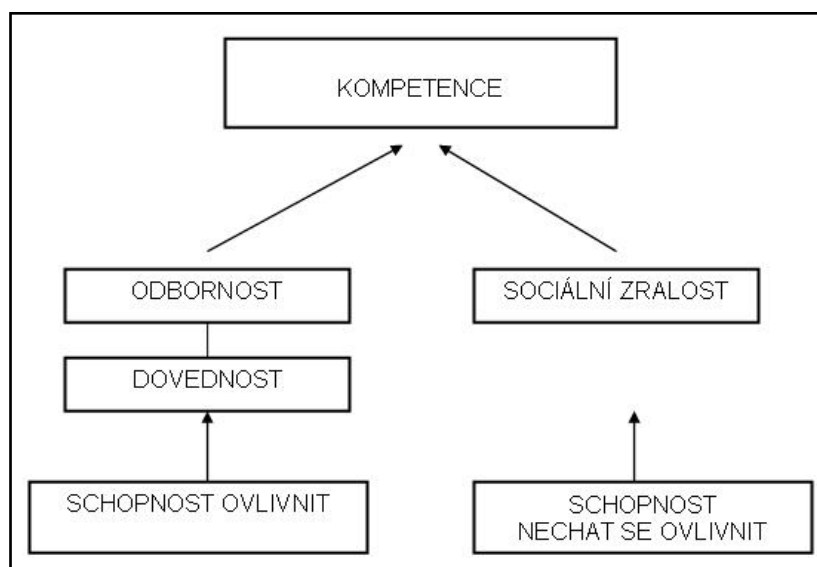 KOMPETENCE
ODBORNOST
SOCIÁLNÍ ZRALOST
DOVEDNOST
SCHOPNOST OVLIVNIT
SCHOPNOST
NECHAT SE OVLIVNIT